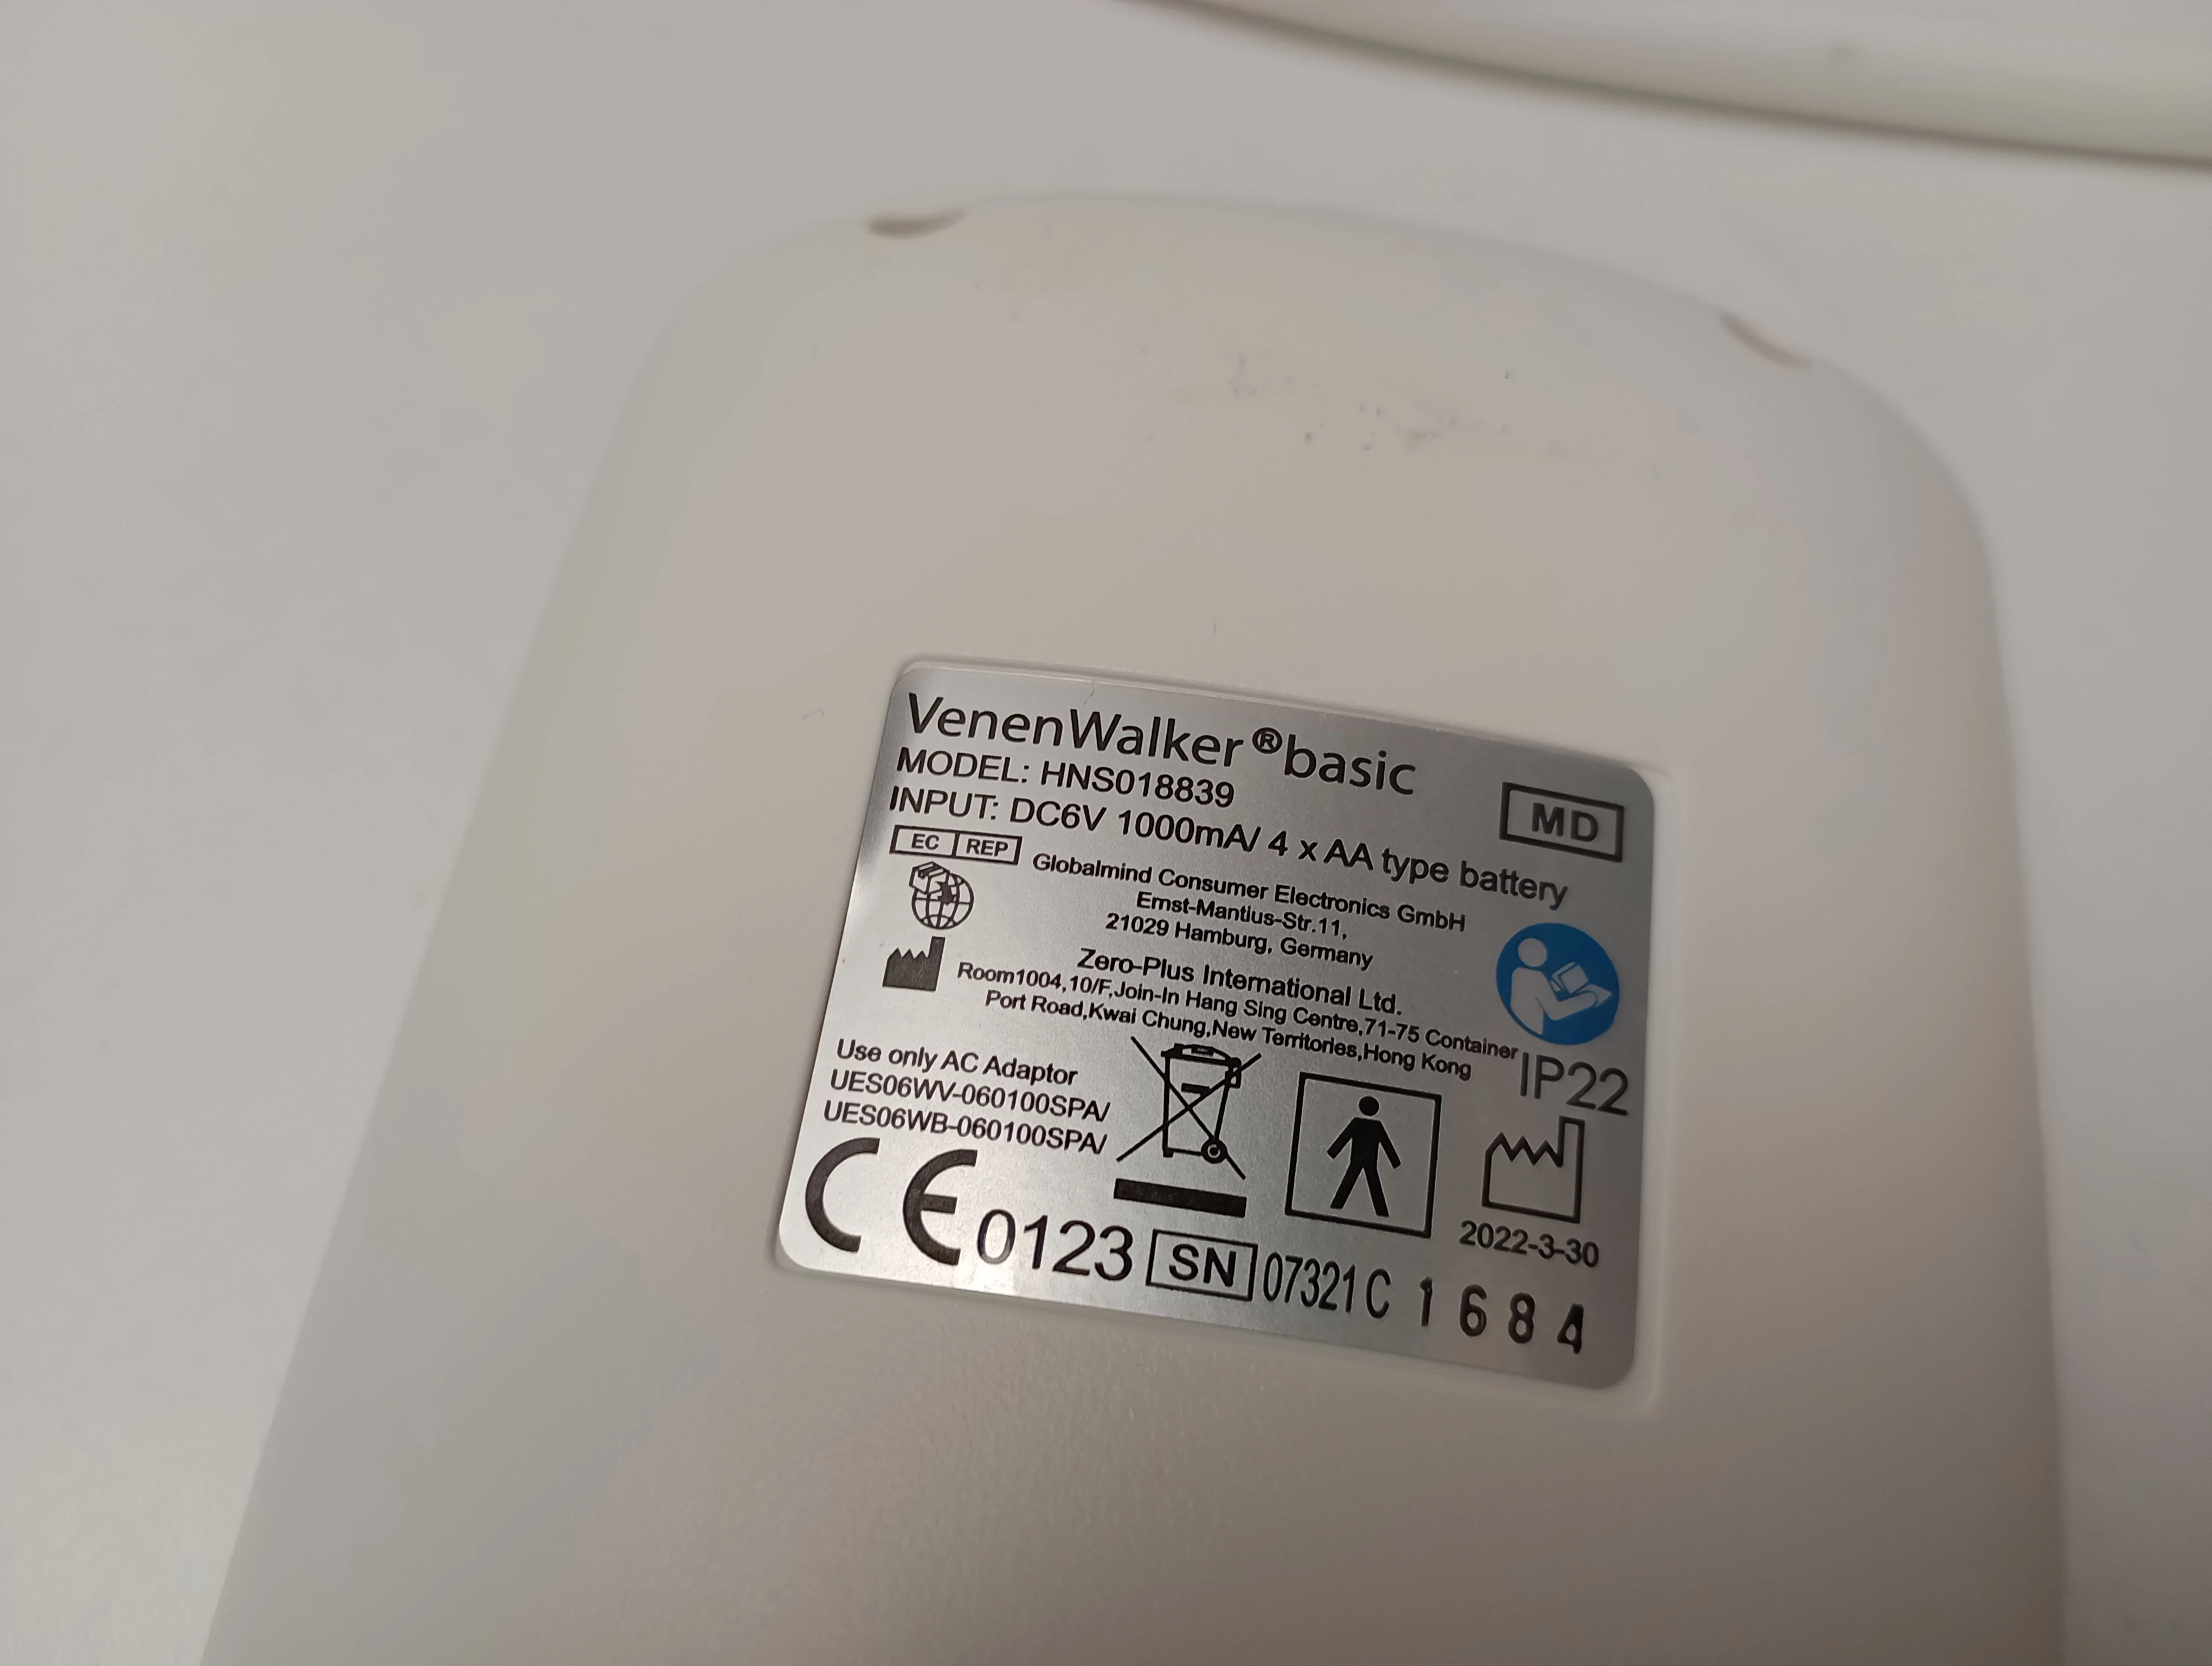 VenenWalker®basic
MODEL: HNS018839
MD
INPUT: DC6V 1000mA/ 4 x AA type battery
EC REP
Globalmind Consumer Electronics GmbH
Ernst-Mantius-Str.11,
21029 Hamburg, Germany
Zero-Plus International Ltd.
Room1004,10/F,Join-In Hang Sing Centre,71-75 Container
Port Road,Kwai Chung,New Territories,Hong Kong
IP22
Use only AC Adaptor
UES06WV-060100SPA/
UES06WB-060100SPA/
2022-3-30
CE 0123 SN 07321C 1684